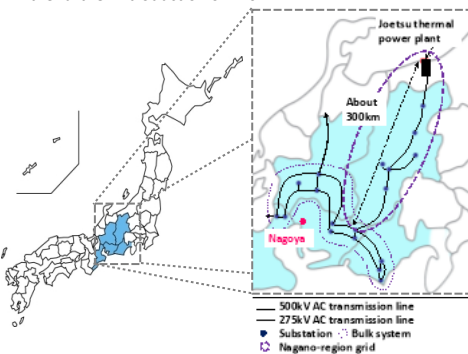 Joetsu thermal
power plant
About
300km
Nagoya
500kV AC transmission line
275kV AC transmission line
Substation Bulk system
Nagano-region grid